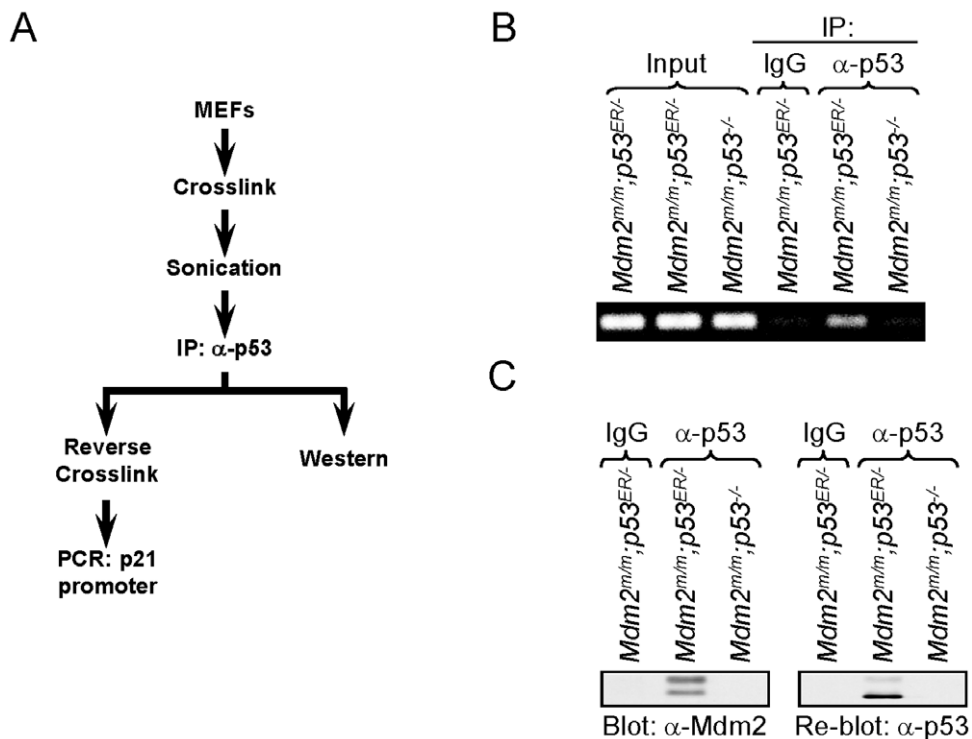 A
MEFs
Crosslink
Sonication
IP: α-p53
Reverse
Crosslink
Western
PCR: p21
promoter
B
IP:
Input
IgG
α-p53
Mdm2m/m;p53ER/-
Mdm2m/m;p53ER/-
Mdm2m/m;p53-/-
Mdm2m/m;p53ER/-
Mdm2m/m;p53ER/-
Mdm2m/m;p53-/-
C
IgG
α-p53
IgG
α-p53
Mdm2m/m;p53ER/-
Mdm2m/m;p53ER/-
Mdm2m/m;p53-/-
Mdm2m/m;p53ER/-
Mdm2m/m;p53ER/-
Mdm2m/m;p53-/-
Blot: α-Mdm2
Re-blot: α-p53